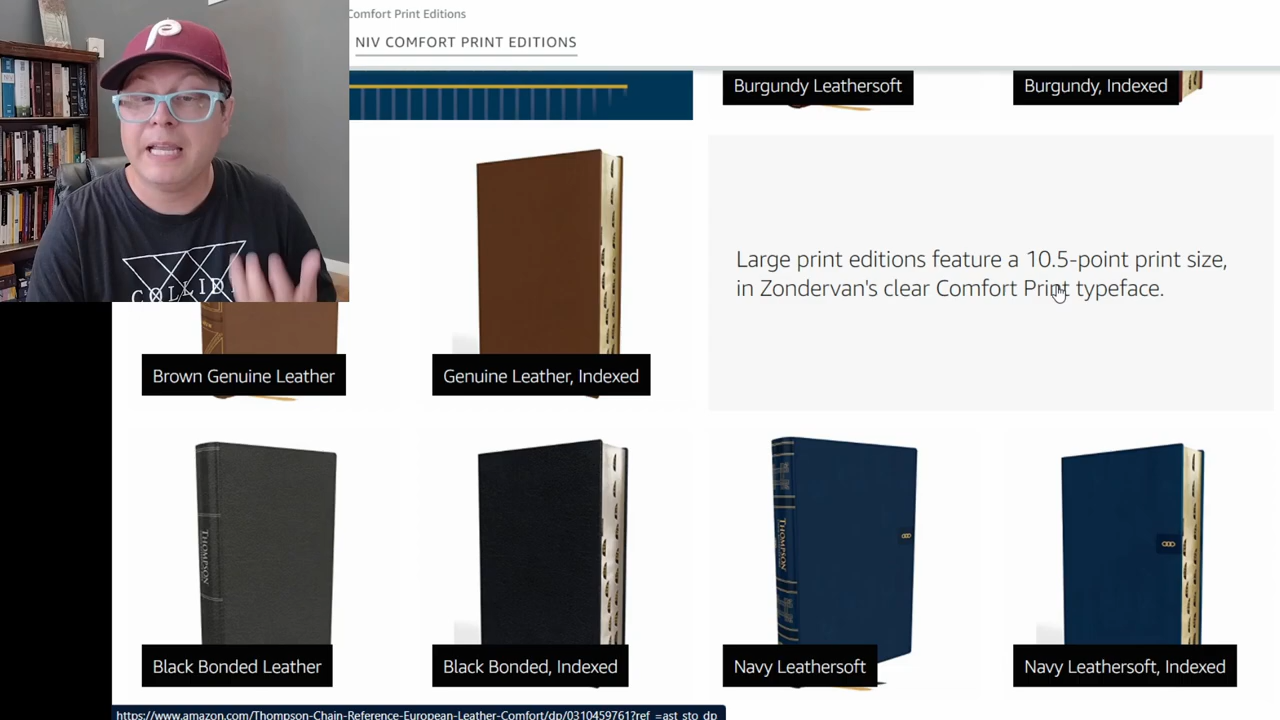 Comfort Print Editions
NIV COMFORT PRINT EDITIONS
Burgundy Leathersoft
Burgundy, Indexed
P
COLLID
Large print editions feature a 10.5-point print size,
in Zondervan's clear Comfort Print typeface.
Brown Genuine Leather
Genuine Leather, Indexed
THOMPSON
THOMPSON
Black Bonded Leather
Black Bonded, Indexed
Navy Leathersoft
Navy Leathersoft, Indexed
https://www.amazon.com/Thompson-Chain-Reference-European-Leather-Comfort/dp/0310459761?ref_=ast_sto_dp